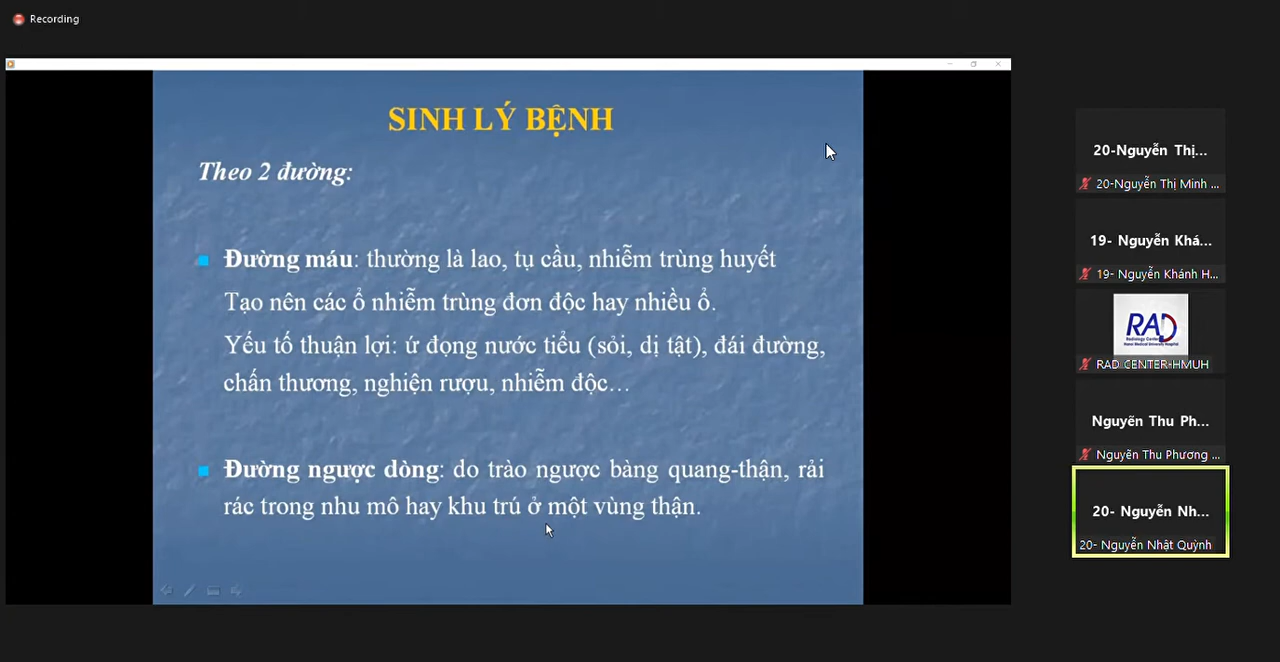 Recording
SINH LÝ BỆNH
Theo 2 đường:
Đường máu: thường là lao, tụ cầu, nhiễm trùng huyết
Tạo nên các ổ nhiễm trùng đơn độc hay nhiều ổ.
Yếu tố thuận lợi: ứ đọng nước tiểu (sỏi, dị tật), đái đường,
chấn thương, nghiện rượu, nhiễm độc…
Đường ngược dòng: do trào ngược bàng quang-thận, rải
rác trong nhu mô hay khu trú ở một vùng thận.
20-Nguyễn Thị...
20-Nguyễn Thị Minh ...
19- Nguyễn Khá...
19- Nguyễn Khánh H...
RAD
RAD CENTER-HMUH
Nguyễn Thu Ph...
Nguyễn Thu Phương ...
20- Nguyễn Nh...
20- Nguyễn Nhật Quỳnh